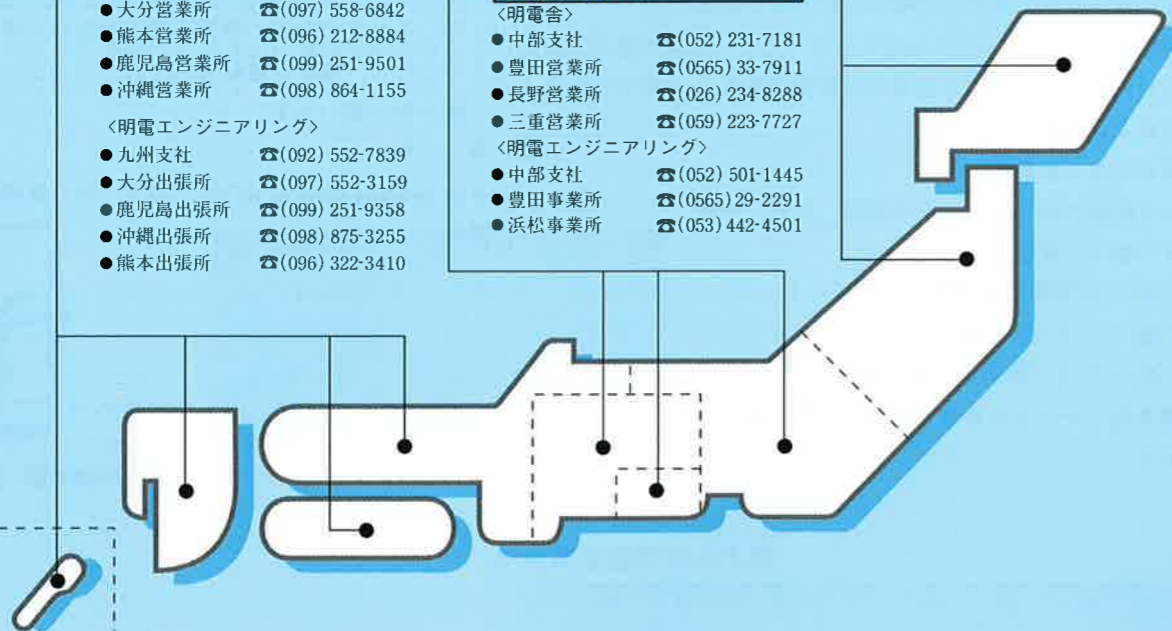 ●大分営業所 ☎(097) 558-6842
●熊本営業所 ☎(096) 212-8884
●鹿児島営業所 ☎(099) 251-9501
●沖縄営業所 ☎(098) 864-1155
〈明電エンジニアリング〉
●九州支社 ☎(092) 552-7839
●大分出張所 ☎(097) 552-3159
●鹿児島出張所 ☎(099) 251-9358
●沖縄出張所 ☎(098) 875-3255
●熊本出張所 ☎(096) 322-3410
〈明電舎〉
●中部支社 ☎(052) 231-7181
●豊田営業所 ☎(0565) 33-7911
●長野営業所 ☎(026) 234-8288
●三重営業所 ☎(059) 223-7727
〈明電エンジニアリング〉
●中部支社 ☎(052) 501-1445
●豊田事業所 ☎(0565) 29-2291
●浜松事業所 ☎(053) 442-4501